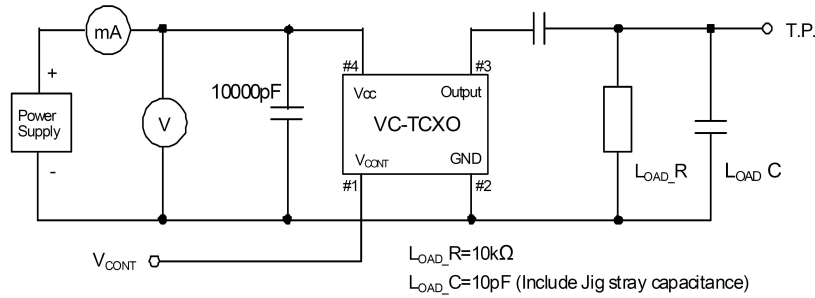 mA
T.P.
#4
#3
+
10000pF
Vcc
Output
Power
Supply
V
VC-TCXO
-
VCONT
GND
#1
#2
LOAD_R
LOAD C
VCONT
LOAD_R=10kΩ
LOAD_C=10pF (Include Jig stray capacitance)